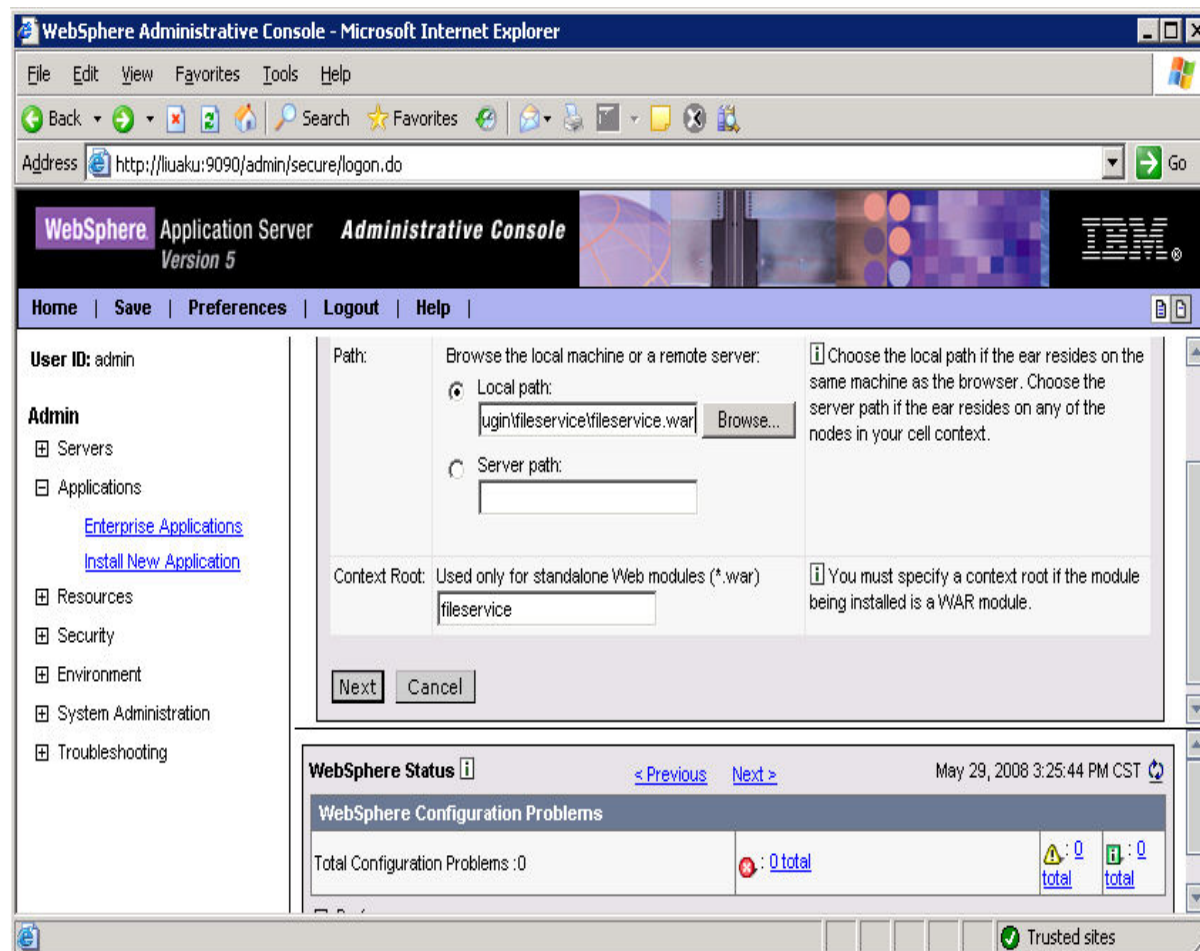 WebSphere Administrative Console - Microsoft Internet Explorer
File Edit View Favorites Tools Help
Back Search Favorites
Address http://liuaku:9090/admin/secure/logon.do Go
WebSphere Application Server Administrative Console
Version 5
IBM®
Home | Save | Preferences | Logout | Help |
User ID: admin
Admin
Servers
Applications
Enterprise Applications
Install New Application
Resources
Security
Environment
System Administration
Troubleshooting
Path:
Browse the local machine or a remote server:
Local path:
ugin\fileservice\fileservice.war Browse...
Server path:
i Choose the local path if the ear resides on the
same machine as the browser. Choose the
server path if the ear resides on any of the
nodes in your cell context.
Context Root:
Used only for standalone Web modules (*.war)
fileservice
i You must specify a context root if the module
being installed is a WAR module.
Next Cancel
WebSphere Status i < Previous Next > May 29, 2008 3:25:44 PM CST
WebSphere Configuration Problems
Total Configuration Problems :0 : 0 total : 0 total : 0 total
Trusted sites